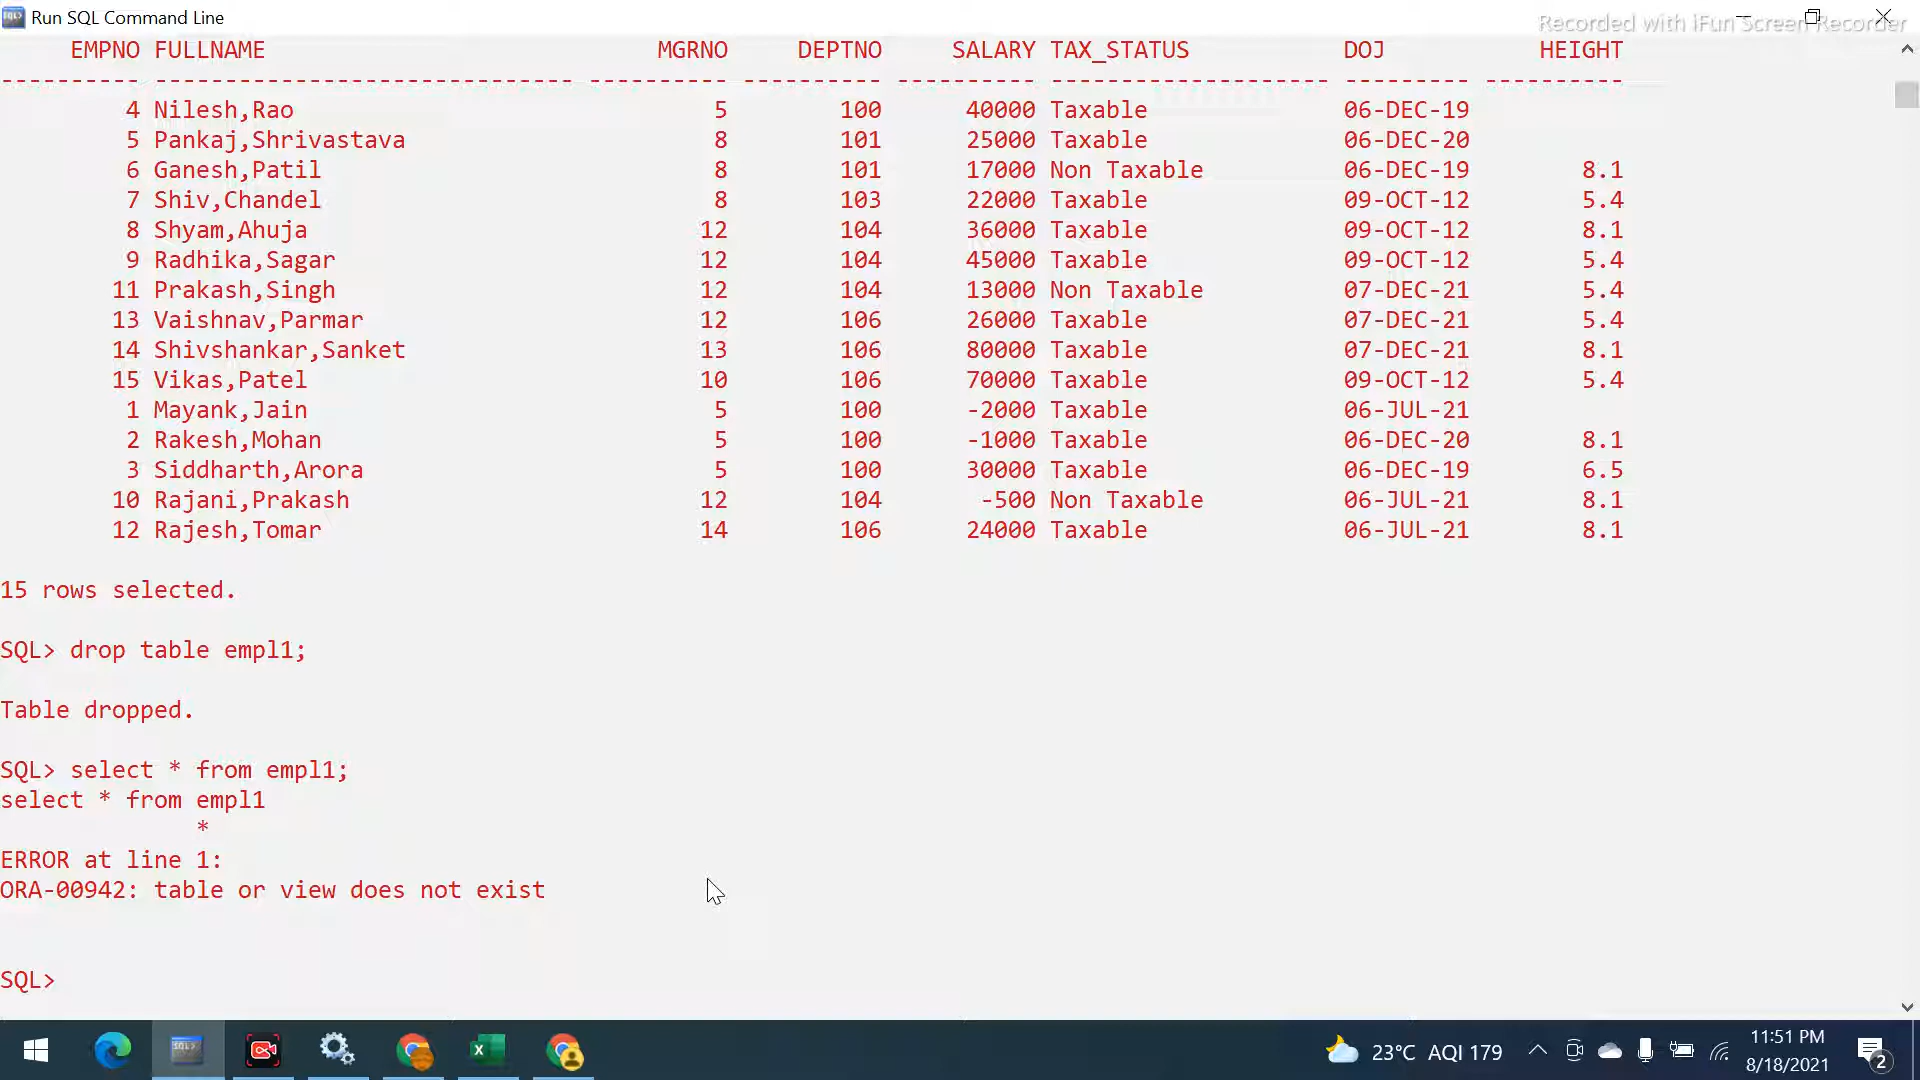 Run SQL Command Line
Recorded with iFun Screen Recorder
EMPNO FULLNAME MGRNO DEPTNO SALARY TAX_STATUS DOJ HEIGHT
---------- ------------------------------ ---------- ---------- ---------- -------------------- --------- ----------
4 Nilesh,Rao 5 100 40000 Taxable 06-DEC-19
5 Pankaj,Shrivastava 8 101 25000 Taxable 06-DEC-20
6 Ganesh,Patil 8 101 17000 Non Taxable 06-DEC-19 8.1
7 Shiv,Chandel 8 103 22000 Taxable 09-OCT-12 5.4
8 Shyam,Ahuja 12 104 36000 Taxable 09-OCT-12 8.1
9 Radhika,Sagar 12 104 45000 Taxable 09-OCT-12 5.4
11 Prakash,Singh 12 104 13000 Non Taxable 07-DEC-21 5.4
13 Vaishnav,Parmar 12 106 26000 Taxable 07-DEC-21 5.4
14 Shivshankar,Sanket 13 106 80000 Taxable 07-DEC-21 8.1
15 Vikas,Patel 10 106 70000 Taxable 09-OCT-12 5.4
1 Mayank,Jain 5 100 -2000 Taxable 06-JUL-21
2 Rakesh,Mohan 5 100 -1000 Taxable 06-DEC-20 8.1
3 Siddharth,Arora 5 100 30000 Taxable 06-DEC-19 6.5
10 Rajani,Prakash 12 104 -500 Non Taxable 06-JUL-21 8.1
12 Rajesh,Tomar 14 106 24000 Taxable 06-JUL-21 8.1
15 rows selected.
SQL> drop table empl1;
Table dropped.
SQL> select * from empl1;
select * from empl1
*
ERROR at line 1:
ORA-00942: table or view does not exist
SQL>
23°C AQI 179
11:51 PM
8/18/2021
2